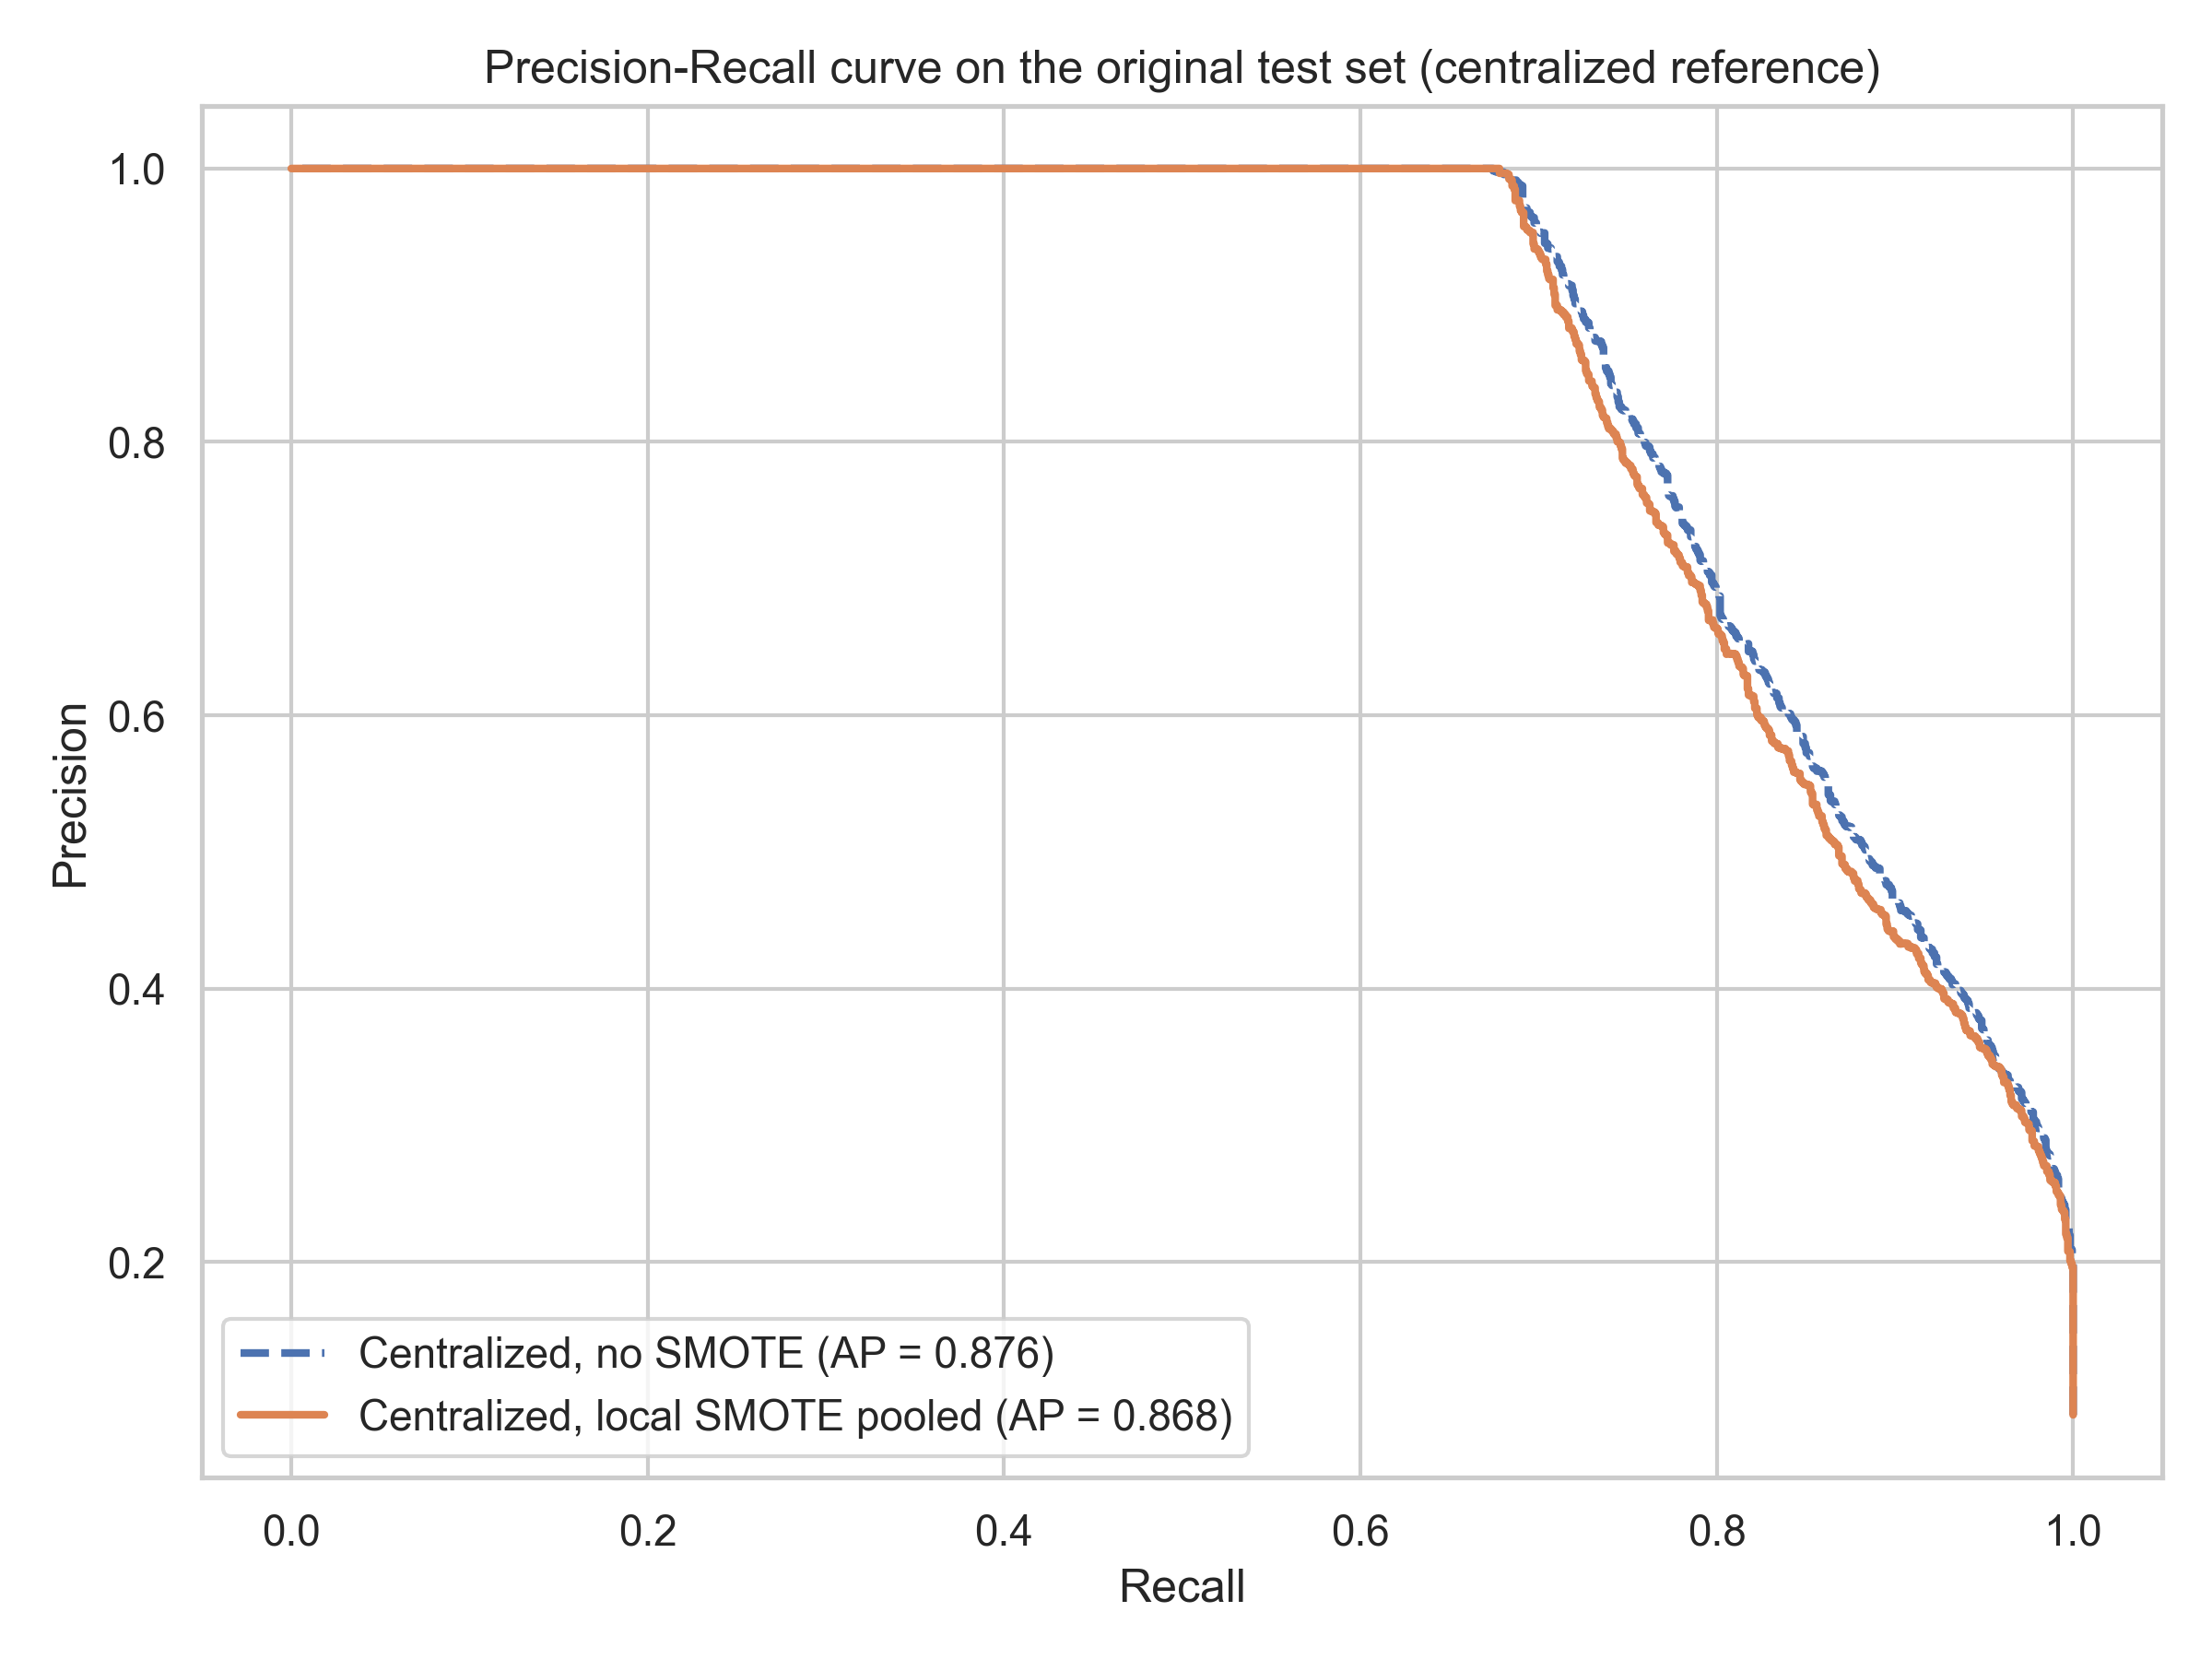 Precision-Recall curve on the original test set (centralized reference)
Precision
1.0
0.8
0.6
0.4
0.2
Centralized, no SMOTE (AP = 0.876)
Centralized, local SMOTE pooled (AP = 0.868)
0.0 0.2 0.4 0.6 0.8 1.0
Recall